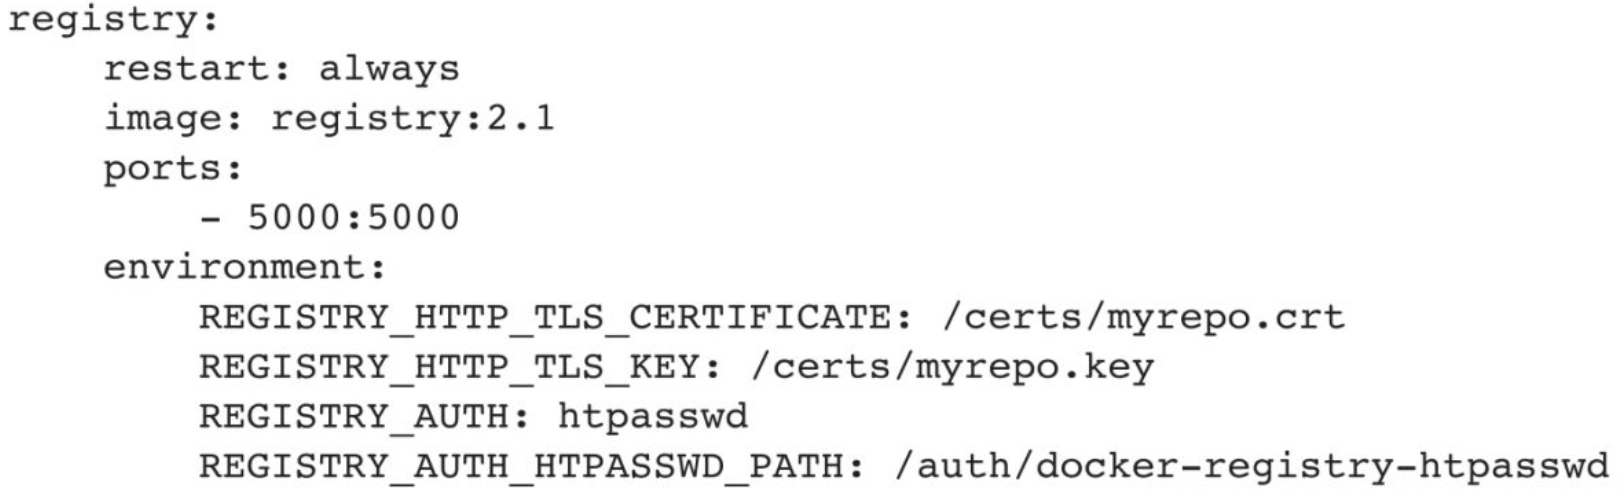 registry:
restart: always
image: registry:2.1
ports:
- 5000:5000
environment:
REGISTRY_HTTP_TLS_CERTIFICATE: /certs/myrepo.crt
REGISTRY_HTTP_TLS_KEY: /certs/myrepo.key
REGISTRY_AUTH: htpasswd
REGISTRY_AUTH_HTPASSWD_PATH: /auth/docker-registry-htpasswd